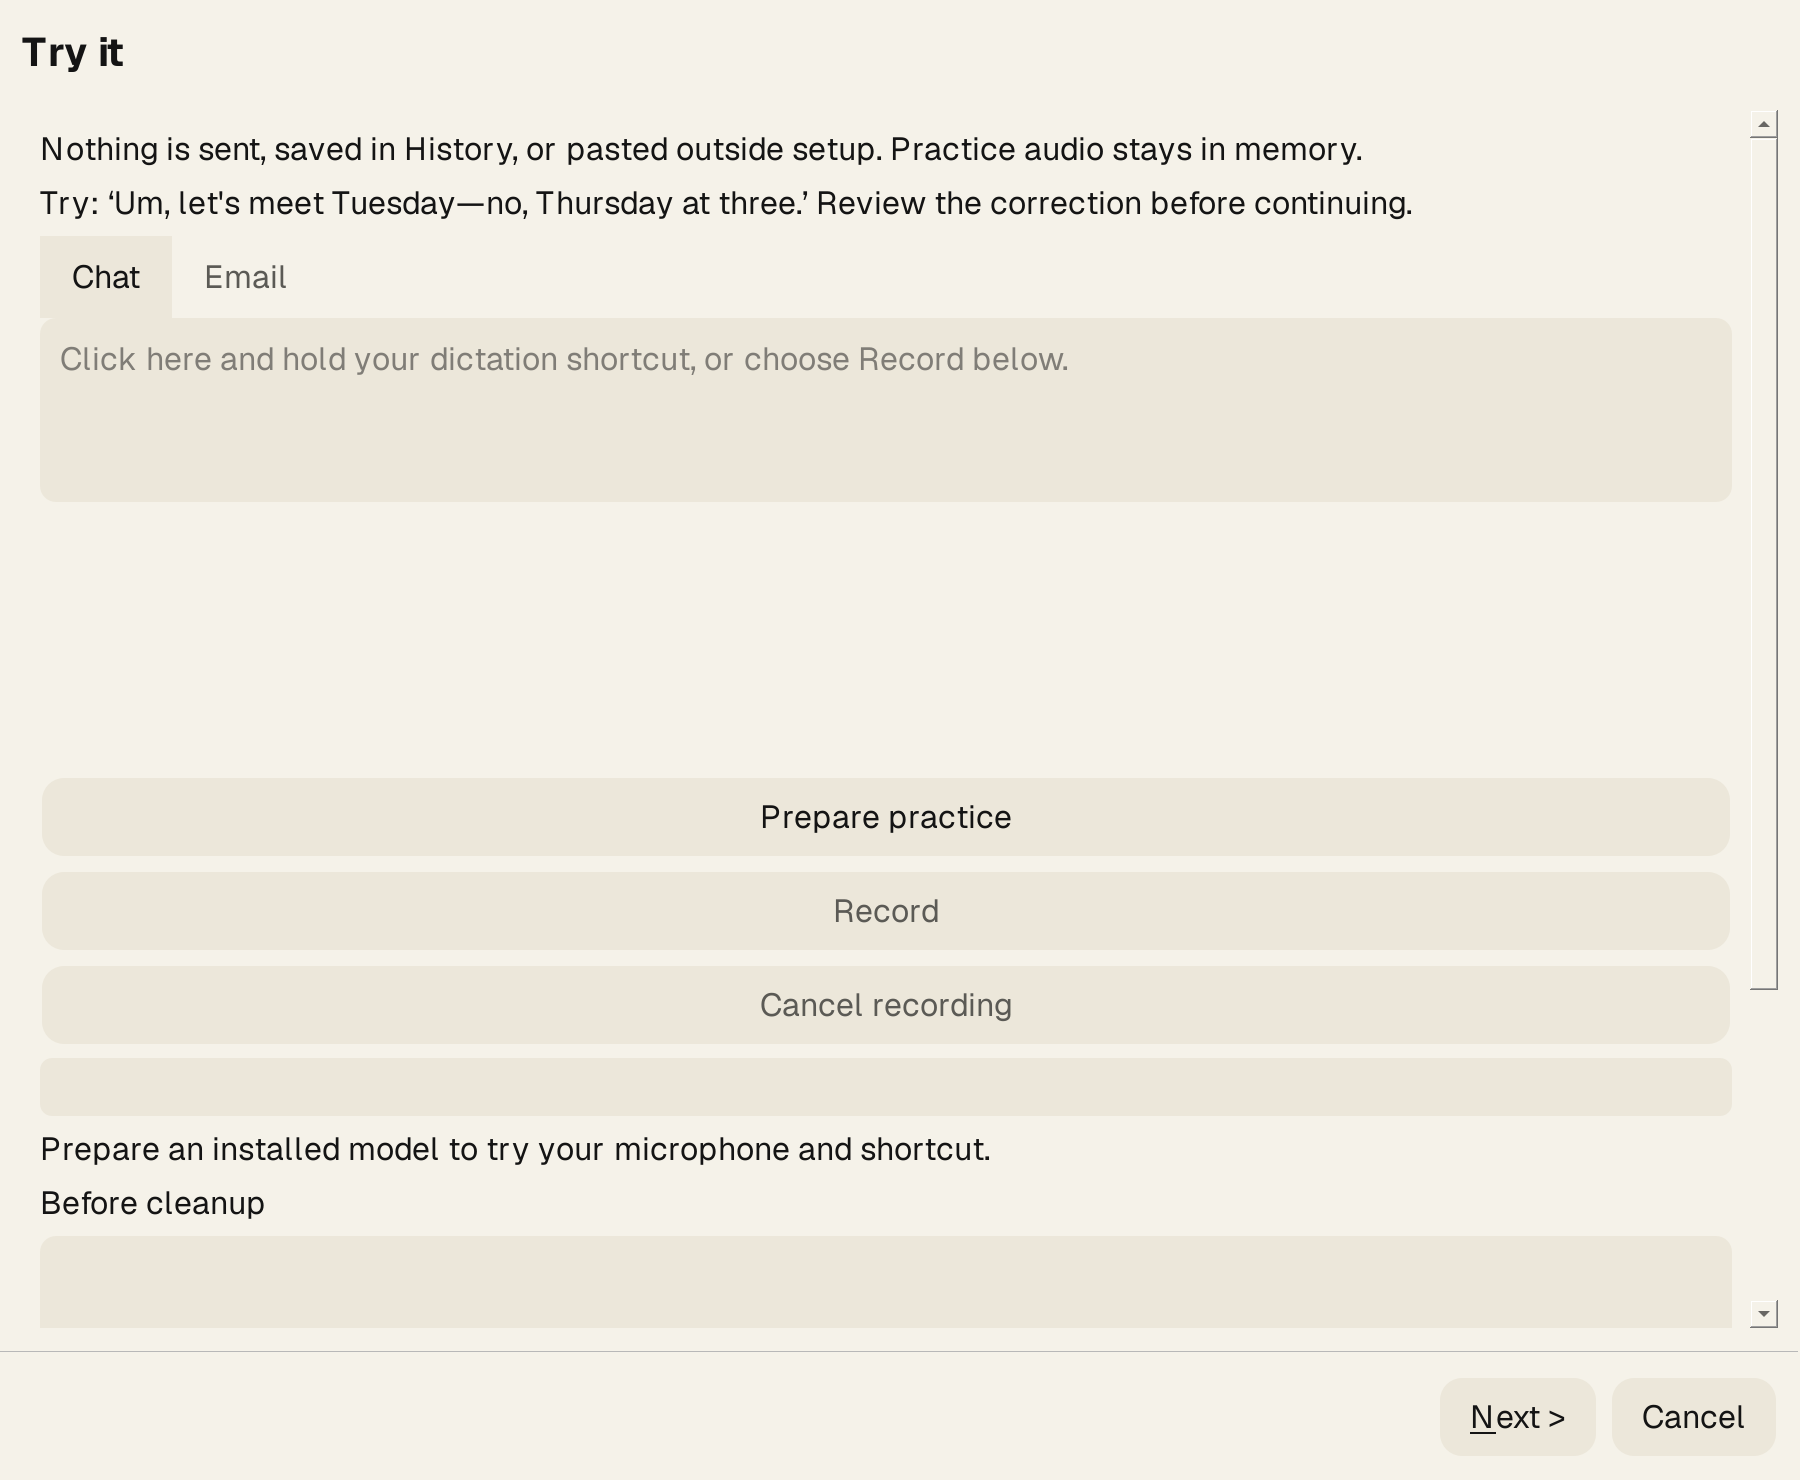 Try it
Nothing is sent, saved in History, or pasted outside setup. Practice audio stays in memory.
Try: ‘Um, let's meet Tuesday—no, Thursday at three.’ Review the correction before continuing.
Chat Email
Click here and hold your dictation shortcut, or choose Record below.
Prepare practice
Record
Cancel recording
Prepare an installed model to try your microphone and shortcut.
Before cleanup
Next > Cancel